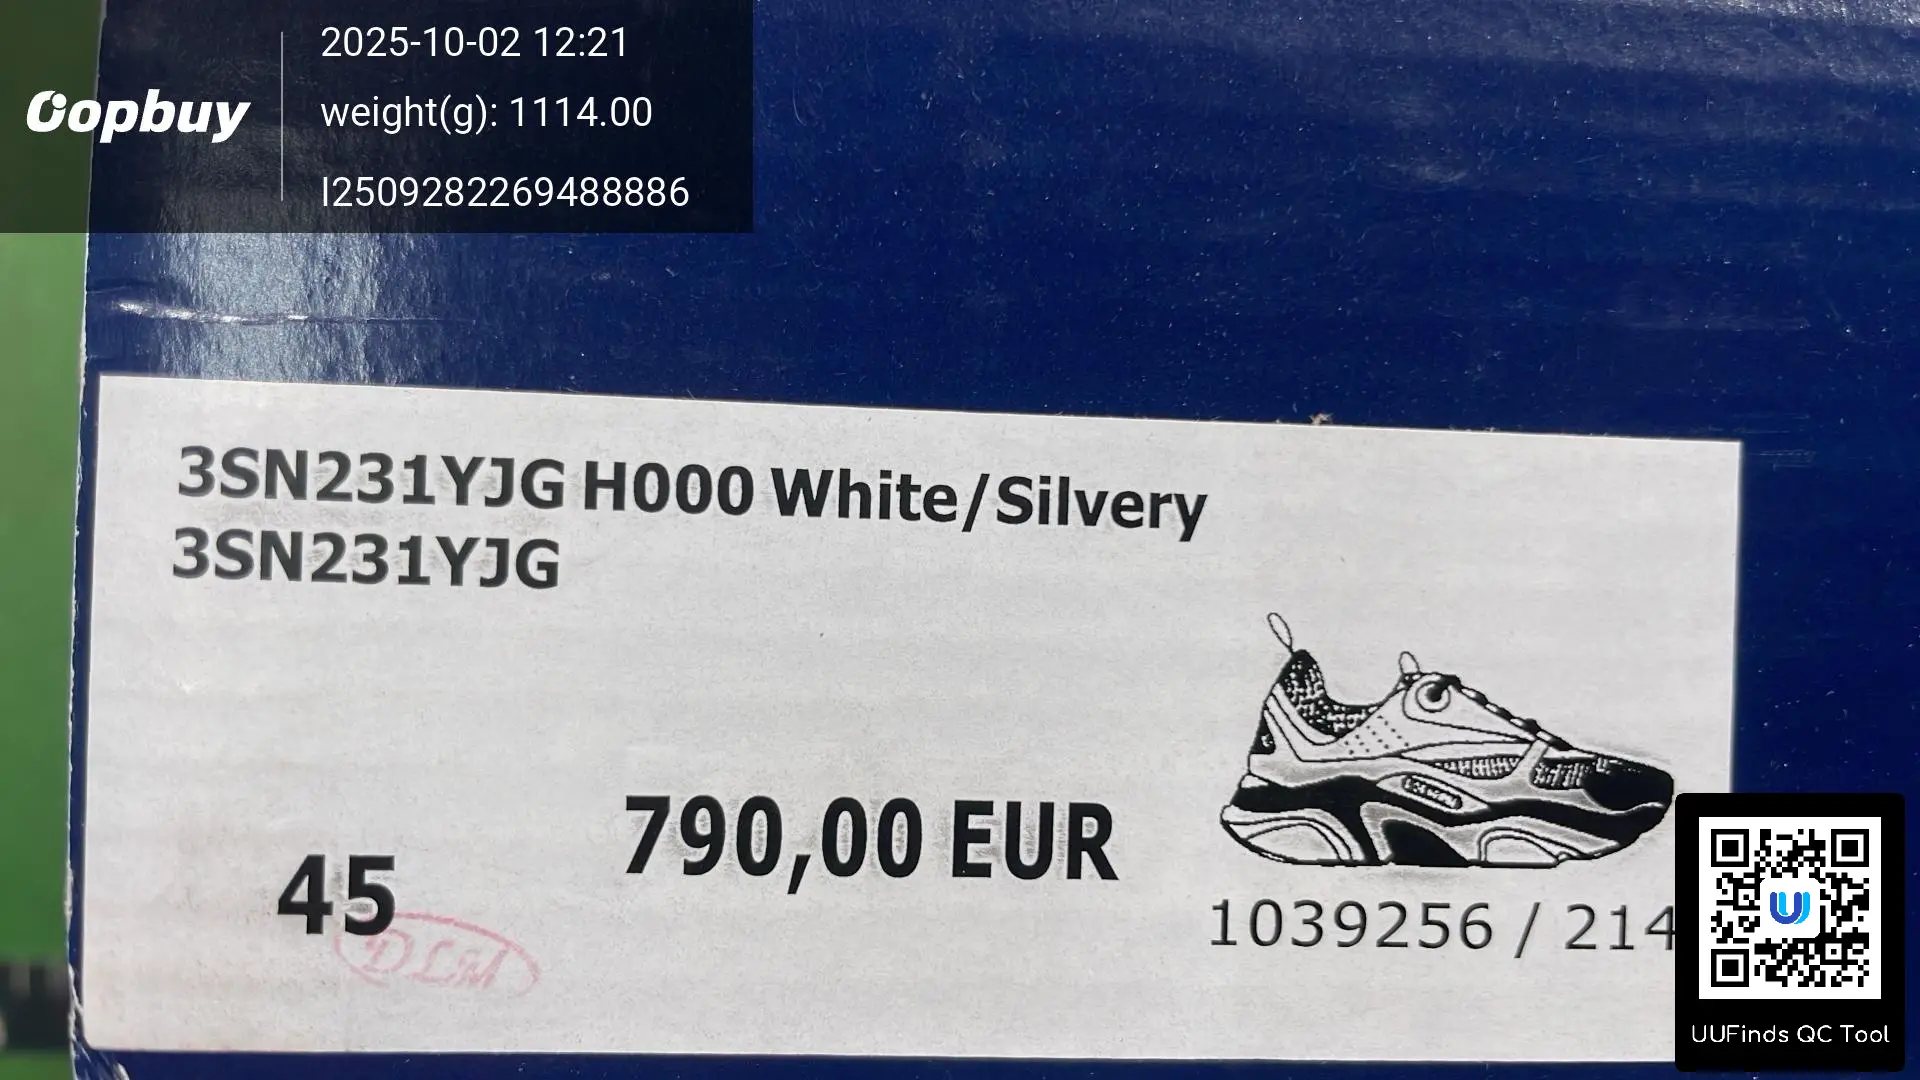 2025-10-02 12:21
Oopbuy
weight(g): 1114.00
I2509282269488886
3SN231YJG H000 White/Silvery
3SN231YJG
790,00 EUR
45
DLM
1039256 / 214
UUFinds QC Tool